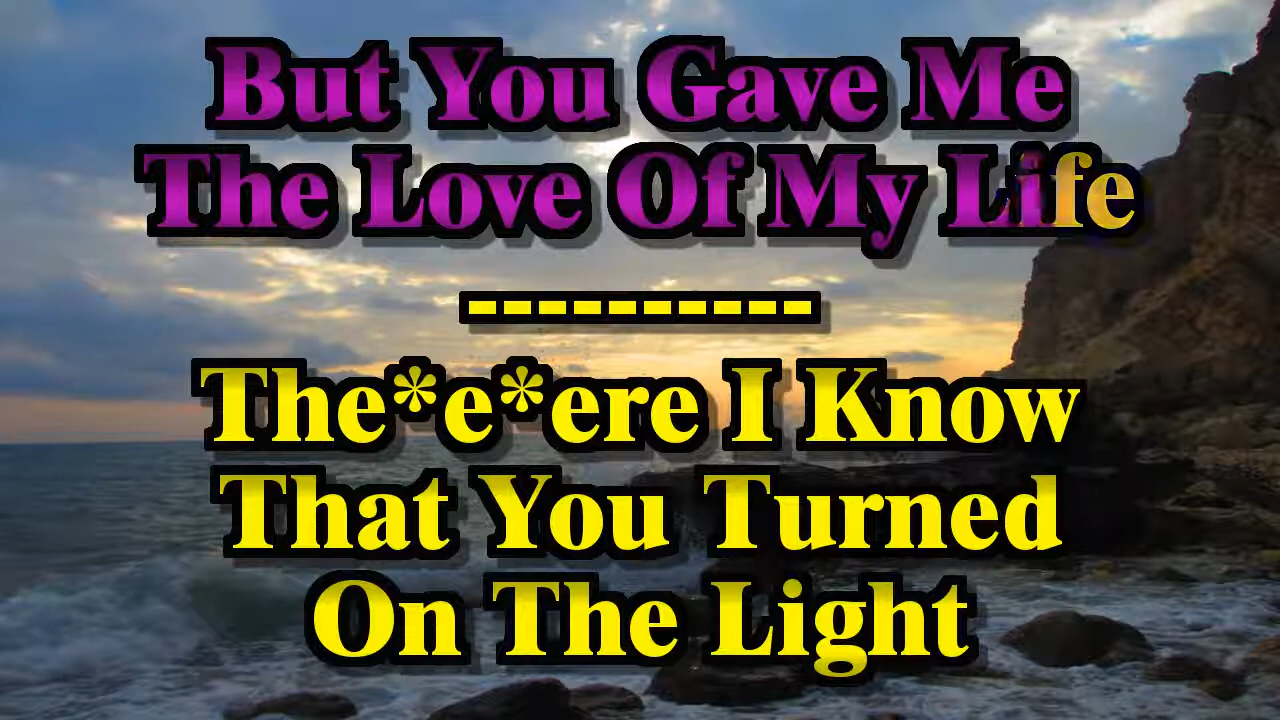 But You Gave Me
The Love Of My Life
----------
The*e*ere I Know
That You Turned
On The Light